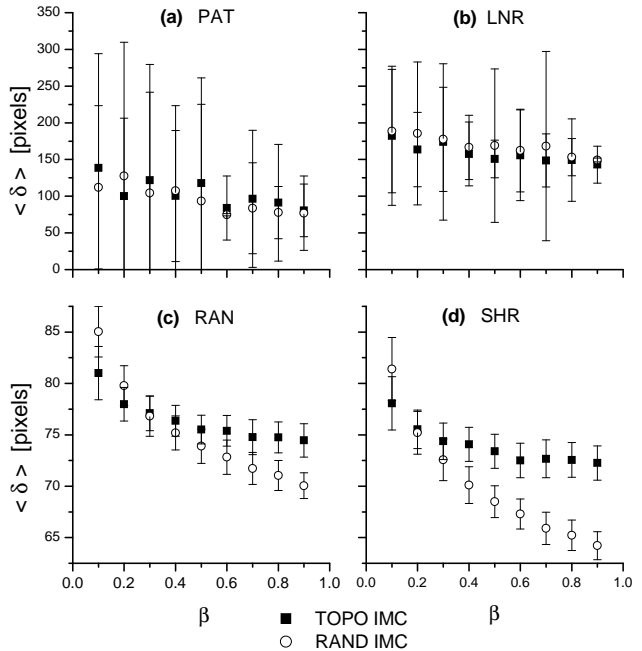 (a) PAT
(b) LNR
350
300
250
200
150
100
50
0
< δ > [pixels]
(c) RAN
(d) SHR
85
80
75
70
65
< δ > [pixels]
0.0 0.2 0.4 0.6 0.8 0.0 0.2 0.4 0.6 0.8 1.0
β β
TOPO IMC
RAND IMC